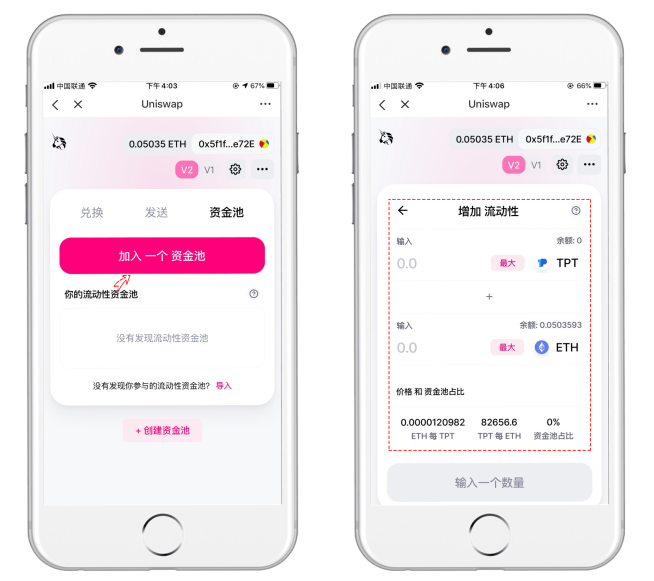 中国联通 下午4:03 67%
Uniswap
0.05035 ETH 0x5f1f...e72E
V2 V1
兑换 发送 资金池
加入 一个 资金池
你的流动性资金池
没有发现流动性资金池
没有发现你参与的流动性资金池? 导入
+ 创建资金池
中国联通 下午4:06 66%
Uniswap
0.05035 ETH 0x5f1f...e72E
V2 V1
增加 流动性
输入 余额: 0
0.0 最大 TPT
+
输入 余额: 0.0503593
0.0 最大 ETH
价格 和 资金池占比
0.0000120982 82656.6 0%
ETH 每 TPT TPT 每 ETH 资金池占比
输入一个数量